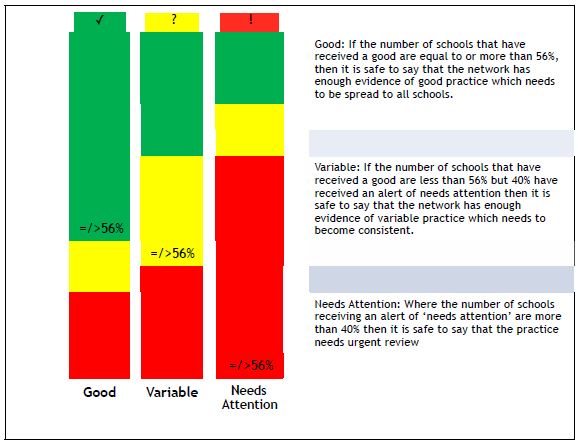 ✓ ? !
Good: If the number of schools that have
received a good are equal to or more than 56%,
then it is safe to say that the network has
enough evidence of good practice which needs
to be spread to all schools.
Variable: If the number of schools that have
received a good are less than 56% but 40% have
received an alert of needs attention then it is
safe to say that the network has enough
evidence of variable practice which needs to
become consistent.
=/>56%
=/>56%
Needs Attention: Where the number of schools
receiving an alert of ‘needs attention’ are more
than 40% then it is safe to say that the practice
needs urgent review
=/>56%
Good Variable Needs
Attention